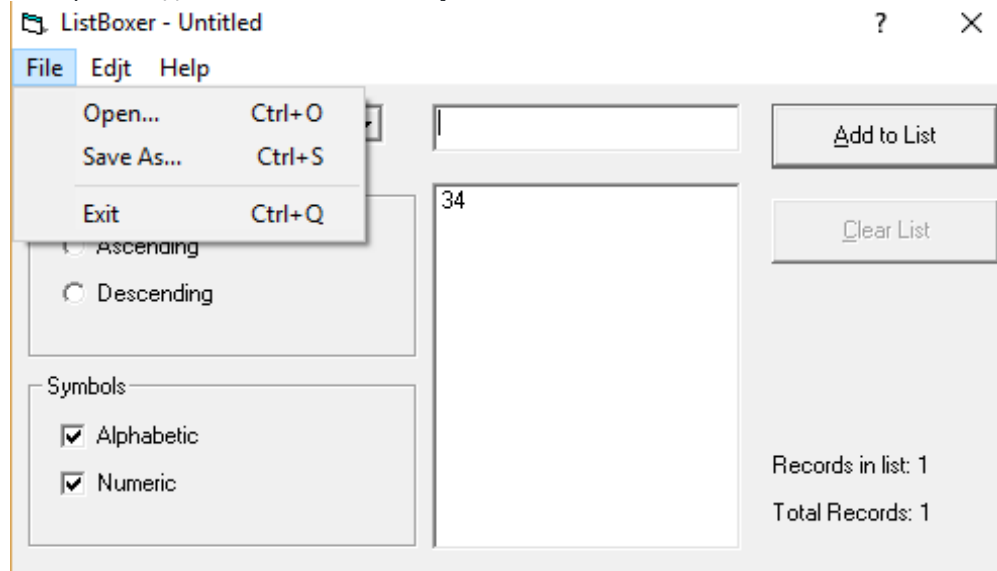 ListBoxer - Untitled ?
File Edjt Help
Open... Ctrl+O
Save As... Ctrl+S
Exit Ctrl+Q
Add to List
34
Clear List
Ascending
Descending
Symbols
Alphabetic
Numeric
Records in list: 1
Total Records: 1